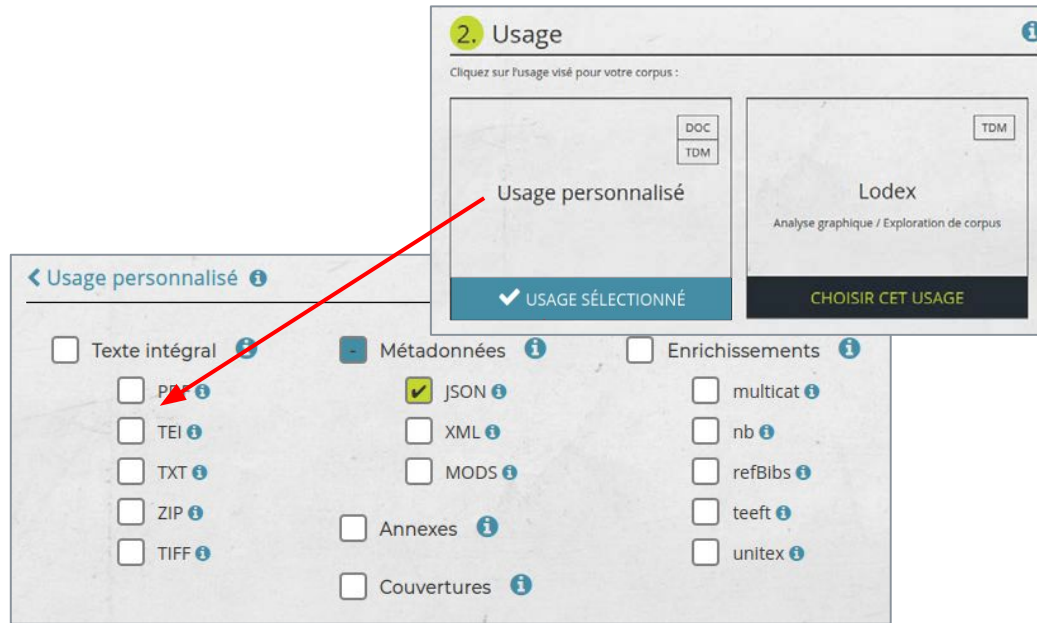 2. Usage
Cliquez sur l'usage visé pour votre corpus :
DOC
TDM
Usage personnalisé
USAGE SÉLECTIONNÉ
TDM
Lodex
Analyse graphique / Exploration de corpus
CHOISIR CET USAGE
Usage personnalisé
Texte intégral
PDF
TEI
TXT
ZIP
TIFF
- Métadonnées
JSON
XML
MODS
Annexes
Couvertures
Enrichissements
multicat
nb
refBibs
teeft
unitex